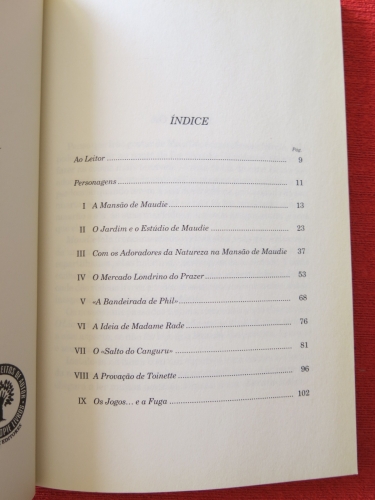 ÍNDICE
Pág.
Ao Leitor 9
Personagens 11
I A Mansão de Maudie 13
II O Jardim e o Estúdio de Maudie 23
III Com os Adoradores da Natureza na Mansão de Maudie 37
IV O Mercado Londrino do Prazer 53
V «A Bandeirada de Phil» 68
VI A Ideia de Madame Rade 76
VII O «Salto do Canguru» 81
VIII A Provação de Toinette 96
IX Os Jogos... e a Fuga 102